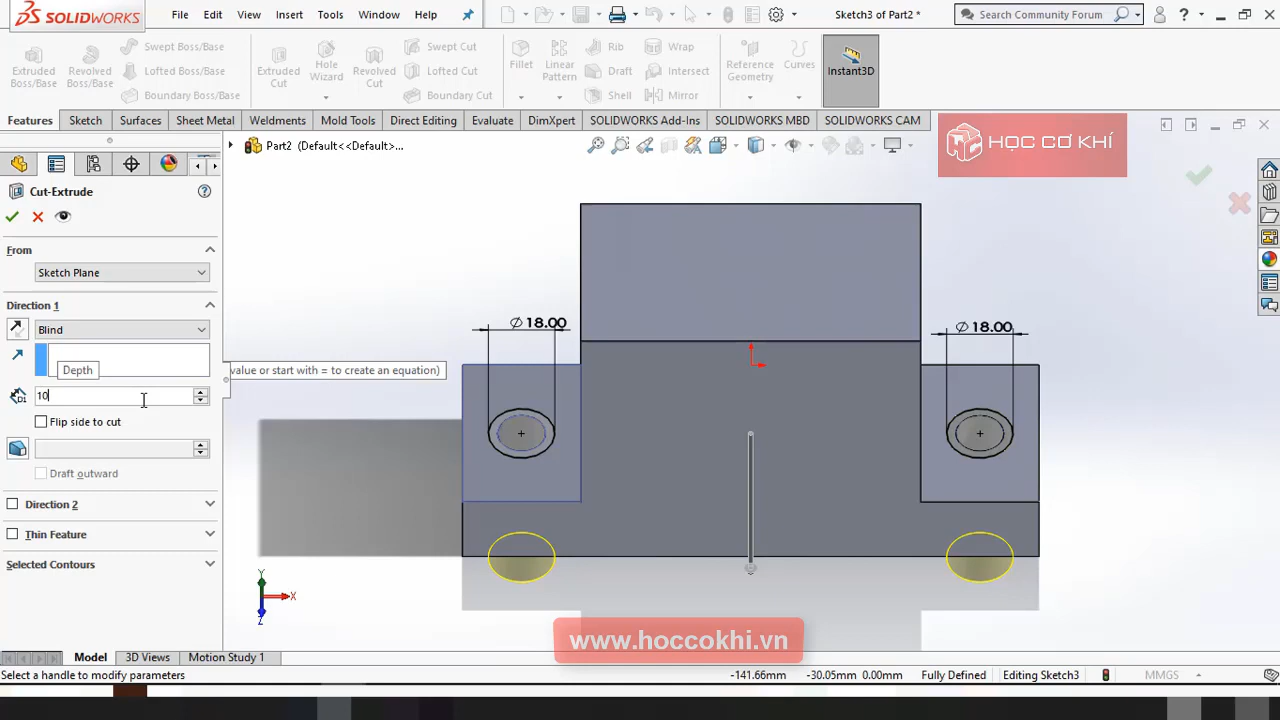 SOLIDWORKS
File Edit View Insert Tools Window Help
Sketch3 of Part2 *
Search Community Forum
?
Extruded Boss/Base
Revolved Boss/Base
Swept Boss/Base
Lofted Boss/Base
Boundary Boss/Base
Extruded Cut
Hole Wizard
Revolved Cut
Swept Cut
Lofted Cut
Boundary Cut
Fillet
Linear Pattern
Rib
Draft
Shell
Wrap
Intersect
Mirror
Reference Geometry
Curves
Instant3D
Features Sketch Surfaces Sheet Metal Weldments Mold Tools Direct Editing Evaluate DimXpert SOLIDWORKS Add-Ins SOLIDWORKS MBD SOLIDWORKS CAM
Part2 (Default<<Default>...
HỌC CƠ KHÍ
Cut-Extrude
?
From
Sketch Plane
Direction 1
Blind
Depth
value or start with = to create an equation)
D1
10
Flip side to cut
Draft outward
Direction 2
Thin Feature
Selected Contours
∅ 18.00
∅ 18.00
Y
X
Z
www.hoccokhi.vn
Model 3D Views Motion Study 1
Select a handle to modify parameters
-141.66mm -30.05mm 0.00mm Fully Defined Editing Sketch3 MMGS